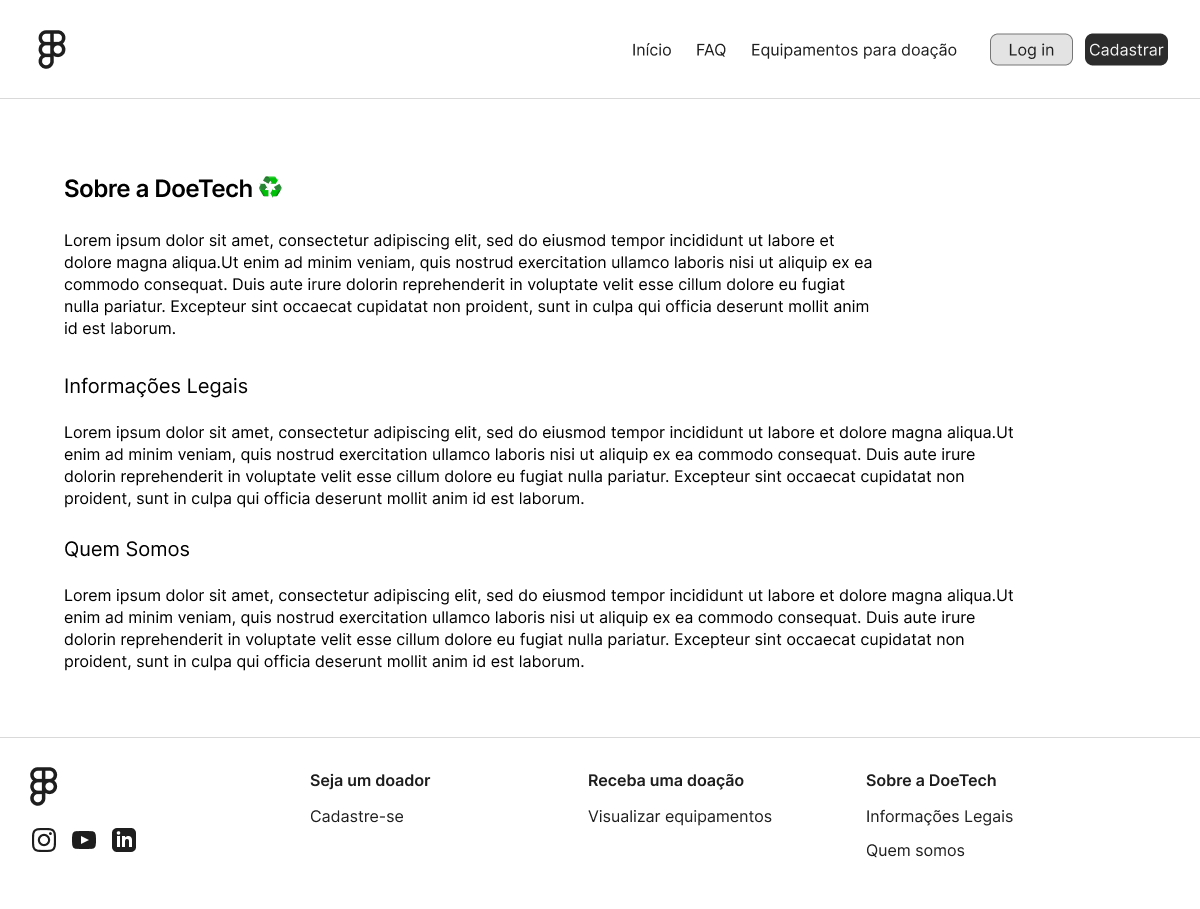 Início FAQ Equipamentos para doação Log in Cadastrar
Sobre a DoeTech ♻️
Lorem ipsum dolor sit amet, consectetur adipiscing elit, sed do eiusmod tempor incididunt ut labore et
dolore magna aliqua.Ut enim ad minim veniam, quis nostrud exercitation ullamco laboris nisi ut aliquip ex ea
commodo consequat. Duis aute irure dolorin reprehenderit in voluptate velit esse cillum dolore eu fugiat
nulla pariatur. Excepteur sint occaecat cupidatat non proident, sunt in culpa qui officia deserunt mollit anim
id est laborum.
Informações Legais
Lorem ipsum dolor sit amet, consectetur adipiscing elit, sed do eiusmod tempor incididunt ut labore et dolore magna aliqua.Ut
enim ad minim veniam, quis nostrud exercitation ullamco laboris nisi ut aliquip ex ea commodo consequat. Duis aute irure
dolorin reprehenderit in voluptate velit esse cillum dolore eu fugiat nulla pariatur. Excepteur sint occaecat cupidatat non
proident, sunt in culpa qui officia deserunt mollit anim id est laborum.
Quem Somos
Lorem ipsum dolor sit amet, consectetur adipiscing elit, sed do eiusmod tempor incididunt ut labore et dolore magna aliqua.Ut
enim ad minim veniam, quis nostrud exercitation ullamco laboris nisi ut aliquip ex ea commodo consequat. Duis aute irure
dolorin reprehenderit in voluptate velit esse cillum dolore eu fugiat nulla pariatur. Excepteur sint occaecat cupidatat non
proident, sunt in culpa qui officia deserunt mollit anim id est laborum.
Seja um doador
Cadastre-se
Receba uma doação
Visualizar equipamentos
Sobre a DoeTech
Informações Legais
Quem somos